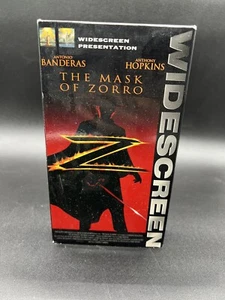 WIDESCREEN
PRESENTATION
ANTONIO
BANDERAS
ANTHONY
HOPKINS
THE MASK
OF ZORRO
Z
WIDESCREEN